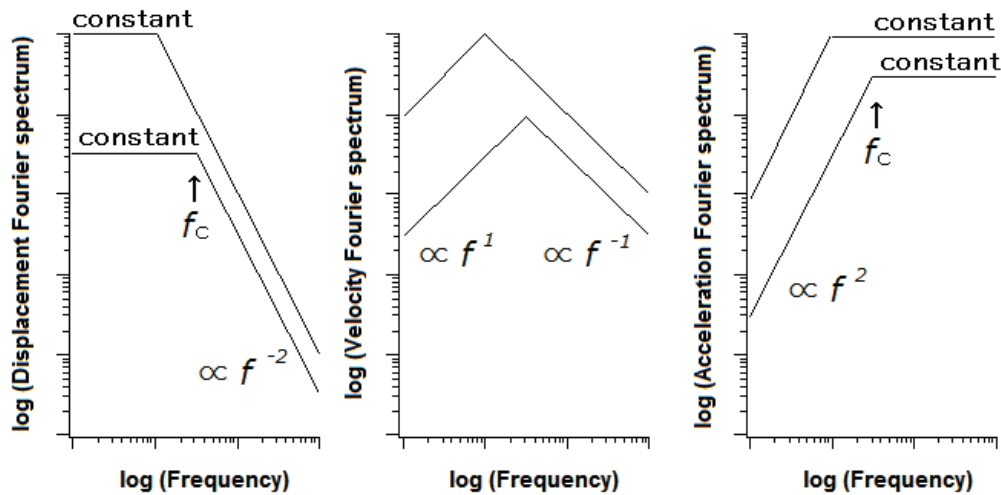 log (Displacement Fourier spectrum)
constant
constant
↑
f_C
∝ f ⁻²
log (Frequency)
log (Velocity Fourier spectrum)
∝ f ¹
∝ f ⁻¹
log (Frequency)
log (Acceleration Fourier spectrum)
constant
constant
↑
f_C
∝ f ²
log (Frequency)